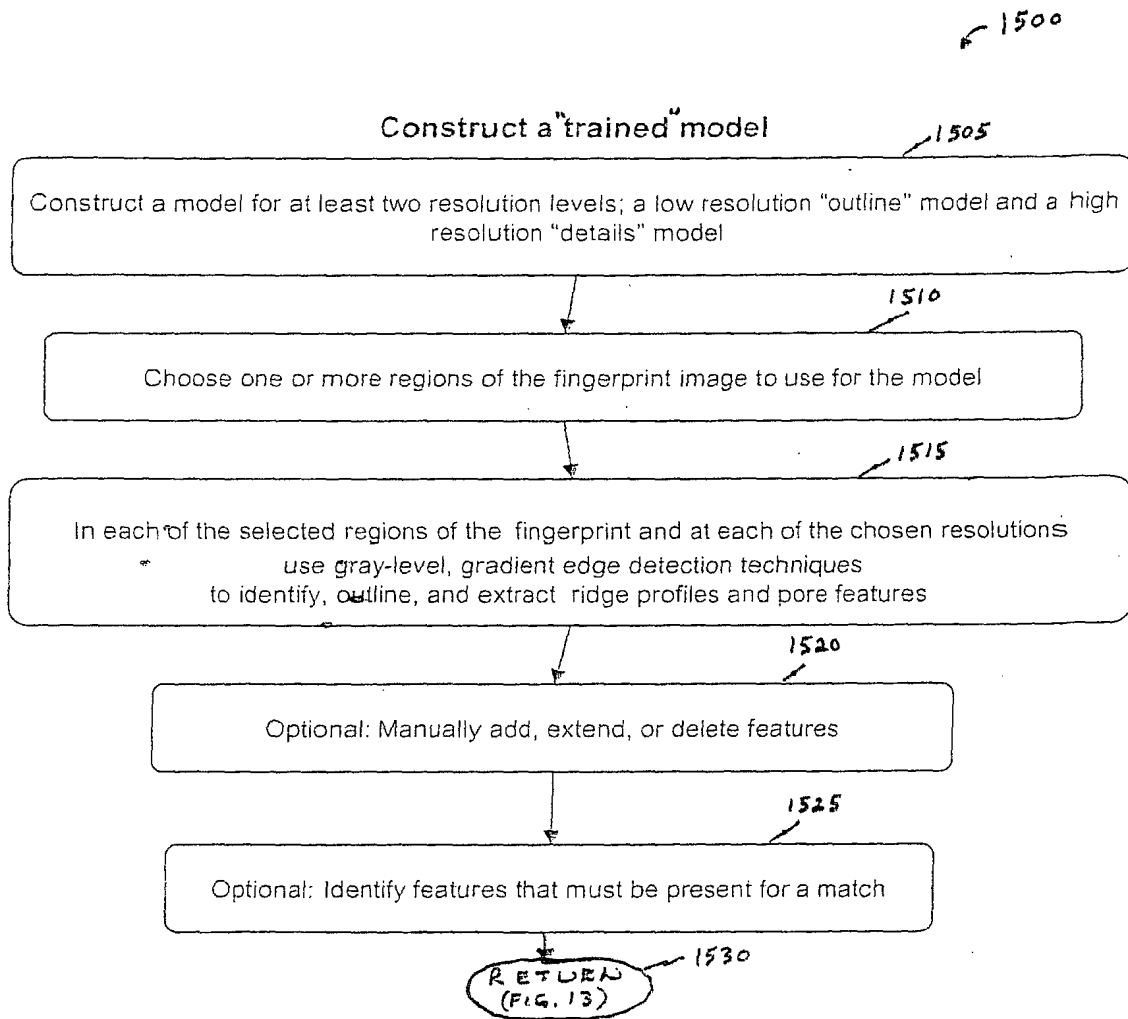 1500
Construct a "trained" model
1505
Construct a model for at least two resolution levels; a low resolution "outline" model and a high
resolution "details" model
1510
Choose one or more regions of the fingerprint image to use for the model
1515
In each of the selected regions of the fingerprint and at each of the chosen resolutions
use gray-level, gradient edge detection techniques
to identify, outline, and extract ridge profiles and pore features
1520
Optional: Manually add, extend, or delete features
1525
Optional: Identify features that must be present for a match
1530
RETURN
(FIG. 13)